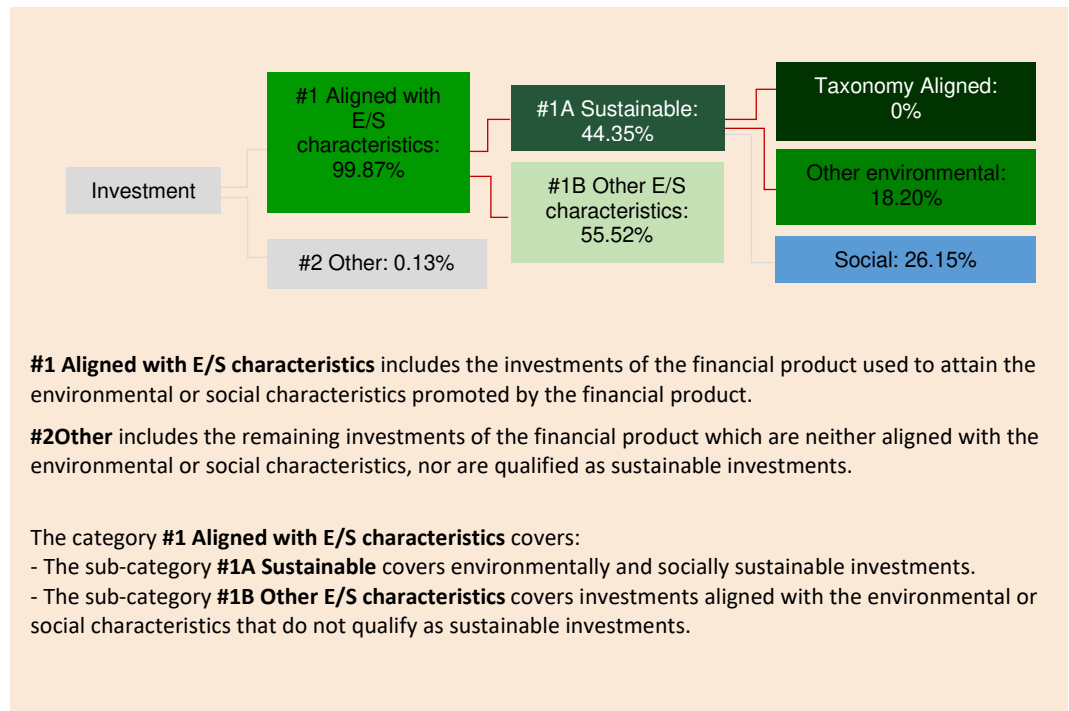 Investment
#1 Aligned with
E/S
characteristics:
99.87%
#2 Other: 0.13%
#1A Sustainable:
44.35%
#1B Other E/S
characteristics:
55.52%
Taxonomy Aligned:
0%
Other environmental:
18.20%
Social: 26.15%
#1 Aligned with E/S characteristics includes the investments of the financial product used to attain the
environmental or social characteristics promoted by the financial product.
#2Other includes the remaining investments of the financial product which are neither aligned with the
environmental or social characteristics, nor are qualified as sustainable investments.
The category #1 Aligned with E/S characteristics covers:
- The sub-category #1A Sustainable covers environmentally and socially sustainable investments.
- The sub-category #1B Other E/S characteristics covers investments aligned with the environmental or
social characteristics that do not qualify as sustainable investments.